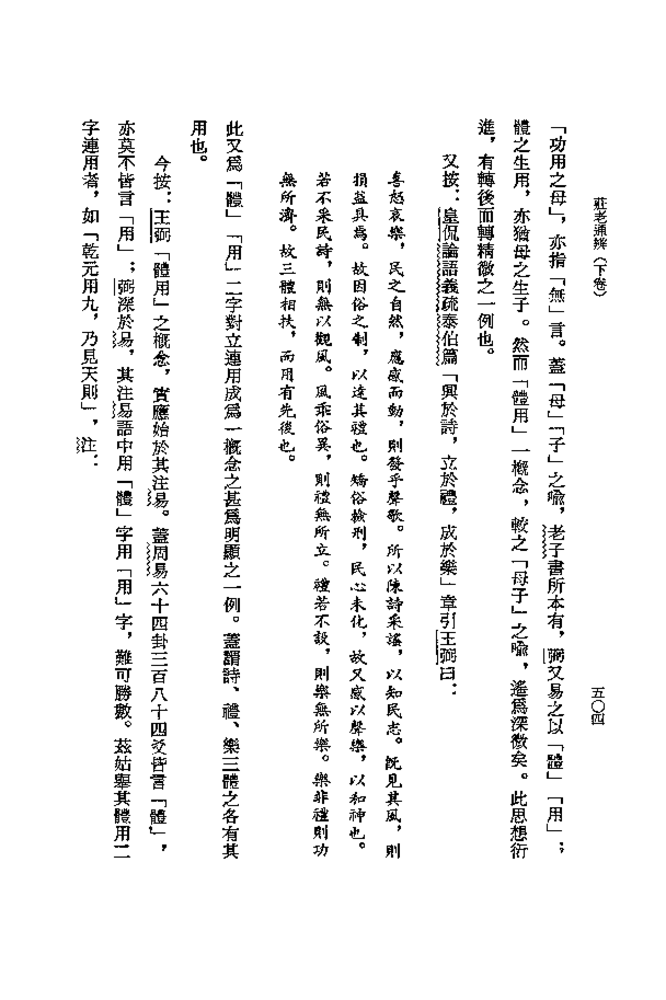 莊老通辨（下卷）
五〇四
「功用之母」，亦指「無」言。蓋「母」「子」之喩，老子書所本有，弼又易之以「體」「用」；
體之生用，亦猶母之生子。然而「體用」一概念，較之「母子」之喩，遙爲深微矣。此思想衍
進，有轉後而轉精微之一例也。
又按：皇侃論語義疏泰伯篇「興於詩，立於禮，成於樂」章引王弼曰：
喜怒哀樂，民之自然，應感而動，則發乎聲歌。所以陳詩采謠，以知民志。既見其風，則
損益具焉。故因俗立制，以達其禮也。矯俗檢刑，民心未化，故又感以聲樂，以和神也。
若不采民詩，則無以觀風。風乖俗異，則禮無所立。禮若不設，則樂無所樂。樂非禮則功
無所濟。故三體相扶，而用有先後也。
此又爲「體」「用」二字對立連用成爲一概念之甚爲明顯之一例。蓋謂詩、禮、樂三體之各有其
用也。
今按：王弼「體用」之概念，實應始於其注易。蓋周易六十四卦三百八十四爻皆言「體」，
亦莫不皆言「用」；弼深於易，其注易語中用「體」字用「用」字，難可勝數。茲姑舉其體用二
字連用者，如「乾元用九，乃見天則」，注：